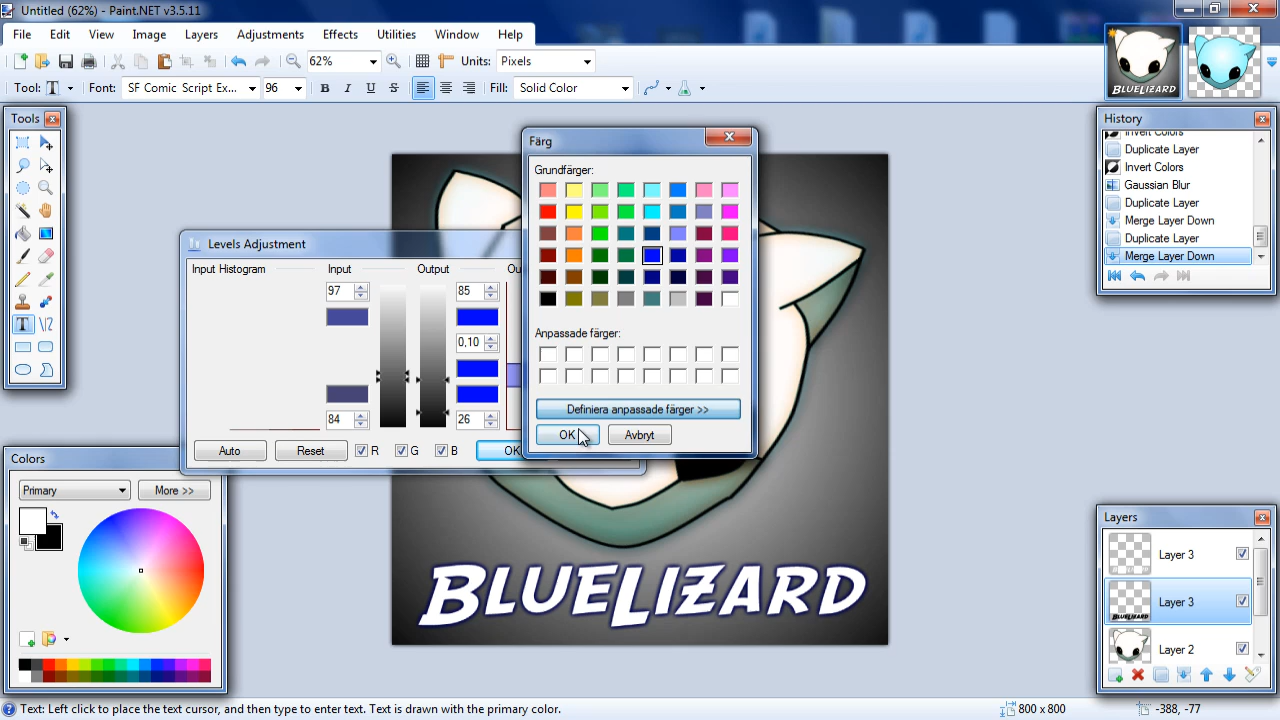 Untitled (62%) - Paint.NET v3.5.11
File Edit View Image Layers Adjustments Effects Utilities Window Help
62% Units: Pixels
Tool: T Font: SF Comic Script Ex... 96 B I U S Fill: Solid Color
BLUELIZARD
Tools
T
History
Invert Colors
Duplicate Layer
Invert Colors
Gaussian Blur
Duplicate Layer
Merge Layer Down
Duplicate Layer
Merge Layer Down
Färg
Grundfärger:
Anpassade färger:
Definiera anpassade färger >>
OK Avbryt
Levels Adjustment
Input Histogram Input Output Ou
97 85
0,10
84 26
Auto Reset R G B OK
Colors
Primary More >>
BLUELIZARD
Layers
Layer 3
Layer 3
BLUELIZARD
Layer 2
Text: Left click to place the text cursor, and then type to enter text. Text is drawn with the primary color. 800 x 800 -388, -77